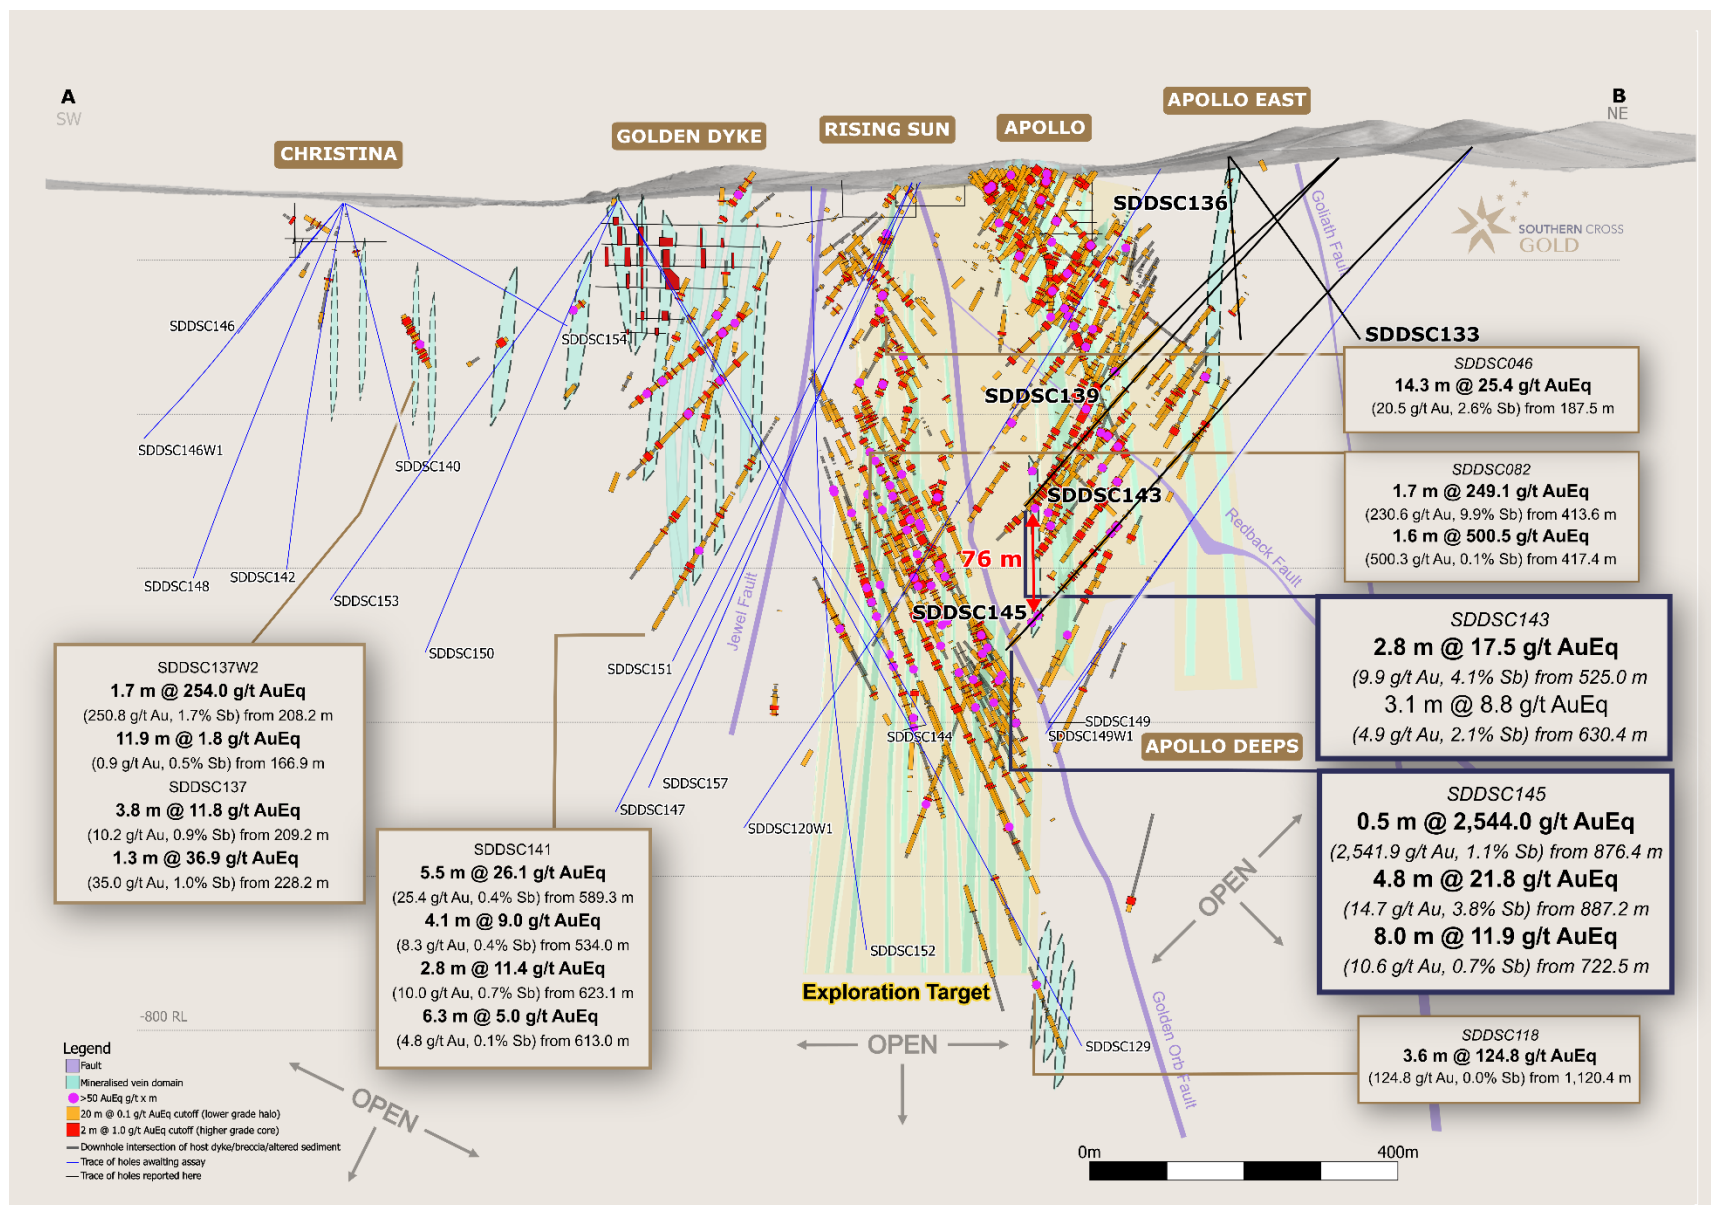 A
SW
B
NE
CHRISTINA
GOLDEN DYKE
RISING SUN
APOLLO
APOLLO EAST
SOUTHERN CROSS
GOLD
SDDSC136
SDDSC133
SDDSC139
SDDSC143
SDDSC145
76 m
Goliath Fault
Redback Fault
Jewel Fault
Golden Orb Fault
SDDSC146
SDDSC154
SDDSC146W1
SDDSC140
SDDSC148
SDDSC142
SDDSC153
SDDSC150
SDDSC151
SDDSC157
SDDSC147
SDDSC120W1
SDDSC144
SDDSC149
SDDSC149W1
SDDSC152
SDDSC129
APOLLO DEEPS
SDDSC046
14.3 m @ 25.4 g/t AuEq
(20.5 g/t Au, 2.6% Sb) from 187.5 m
SDDSC082
1.7 m @ 249.1 g/t AuEq
(230.6 g/t Au, 9.9% Sb) from 413.6 m
1.6 m @ 500.5 g/t AuEq
(500.3 g/t Au, 0.1% Sb) from 417.4 m
SDDSC143
2.8 m @ 17.5 g/t AuEq
(9.9 g/t Au, 4.1% Sb) from 525.0 m
3.1 m @ 8.8 g/t AuEq
(4.9 g/t Au, 2.1% Sb) from 630.4 m
SDDSC145
0.5 m @ 2,544.0 g/t AuEq
(2,541.9 g/t Au, 1.1% Sb) from 876.4 m
4.8 m @ 21.8 g/t AuEq
(14.7 g/t Au, 3.8% Sb) from 887.2 m
8.0 m @ 11.9 g/t AuEq
(10.6 g/t Au, 0.7% Sb) from 722.5 m
SDDSC118
3.6 m @ 124.8 g/t AuEq
(124.8 g/t Au, 0.0% Sb) from 1,120.4 m
SDDSC137W2
1.7 m @ 254.0 g/t AuEq
(250.8 g/t Au, 1.7% Sb) from 208.2 m
11.9 m @ 1.8 g/t AuEq
(0.9 g/t Au, 0.5% Sb) from 166.9 m
SDDSC137
3.8 m @ 11.8 g/t AuEq
(10.2 g/t Au, 0.9% Sb) from 209.2 m
1.3 m @ 36.9 g/t AuEq
(35.0 g/t Au, 1.0% Sb) from 228.2 m
SDDSC141
5.5 m @ 26.1 g/t AuEq
(25.4 g/t Au, 0.4% Sb) from 589.3 m
4.1 m @ 9.0 g/t AuEq
(8.3 g/t Au, 0.4% Sb) from 534.0 m
2.8 m @ 11.4 g/t AuEq
(10.0 g/t Au, 0.7% Sb) from 623.1 m
6.3 m @ 5.0 g/t AuEq
(4.8 g/t Au, 0.1% Sb) from 613.0 m
Exploration Target
OPEN
OPEN
OPEN
-800 RL
Legend
Fault
Mineralised vein domain
>50 AuEq g/t x m
20 m @ 0.1 g/t AuEq cutoff (lower grade halo)
2 m @ 1.0 g/t AuEq cutoff (higher grade core)
Downhole intersection of host dyke/breccia/altered sediment
Trace of holes awaiting assay
Trace of holes reported here
0m
400m